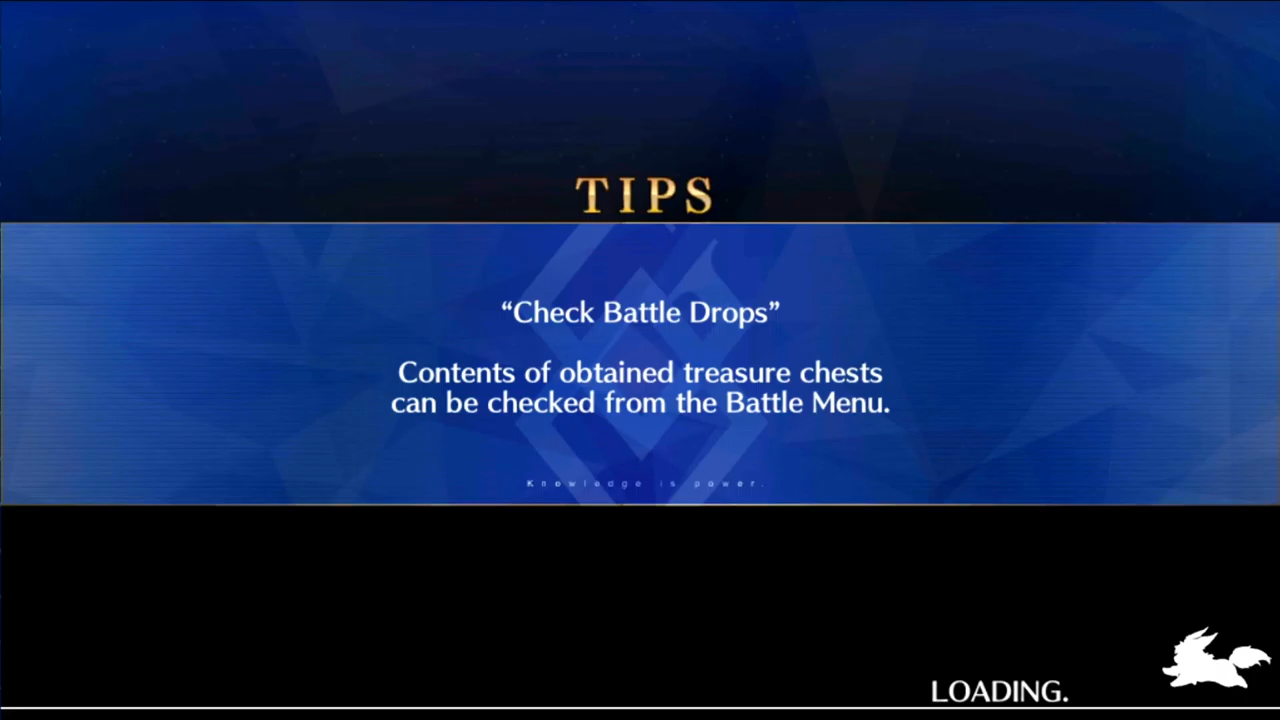 TIPS
“Check Battle Drops”
Contents of obtained treasure chests
can be checked from the Battle Menu.
Knowledge is power.
LOADING.